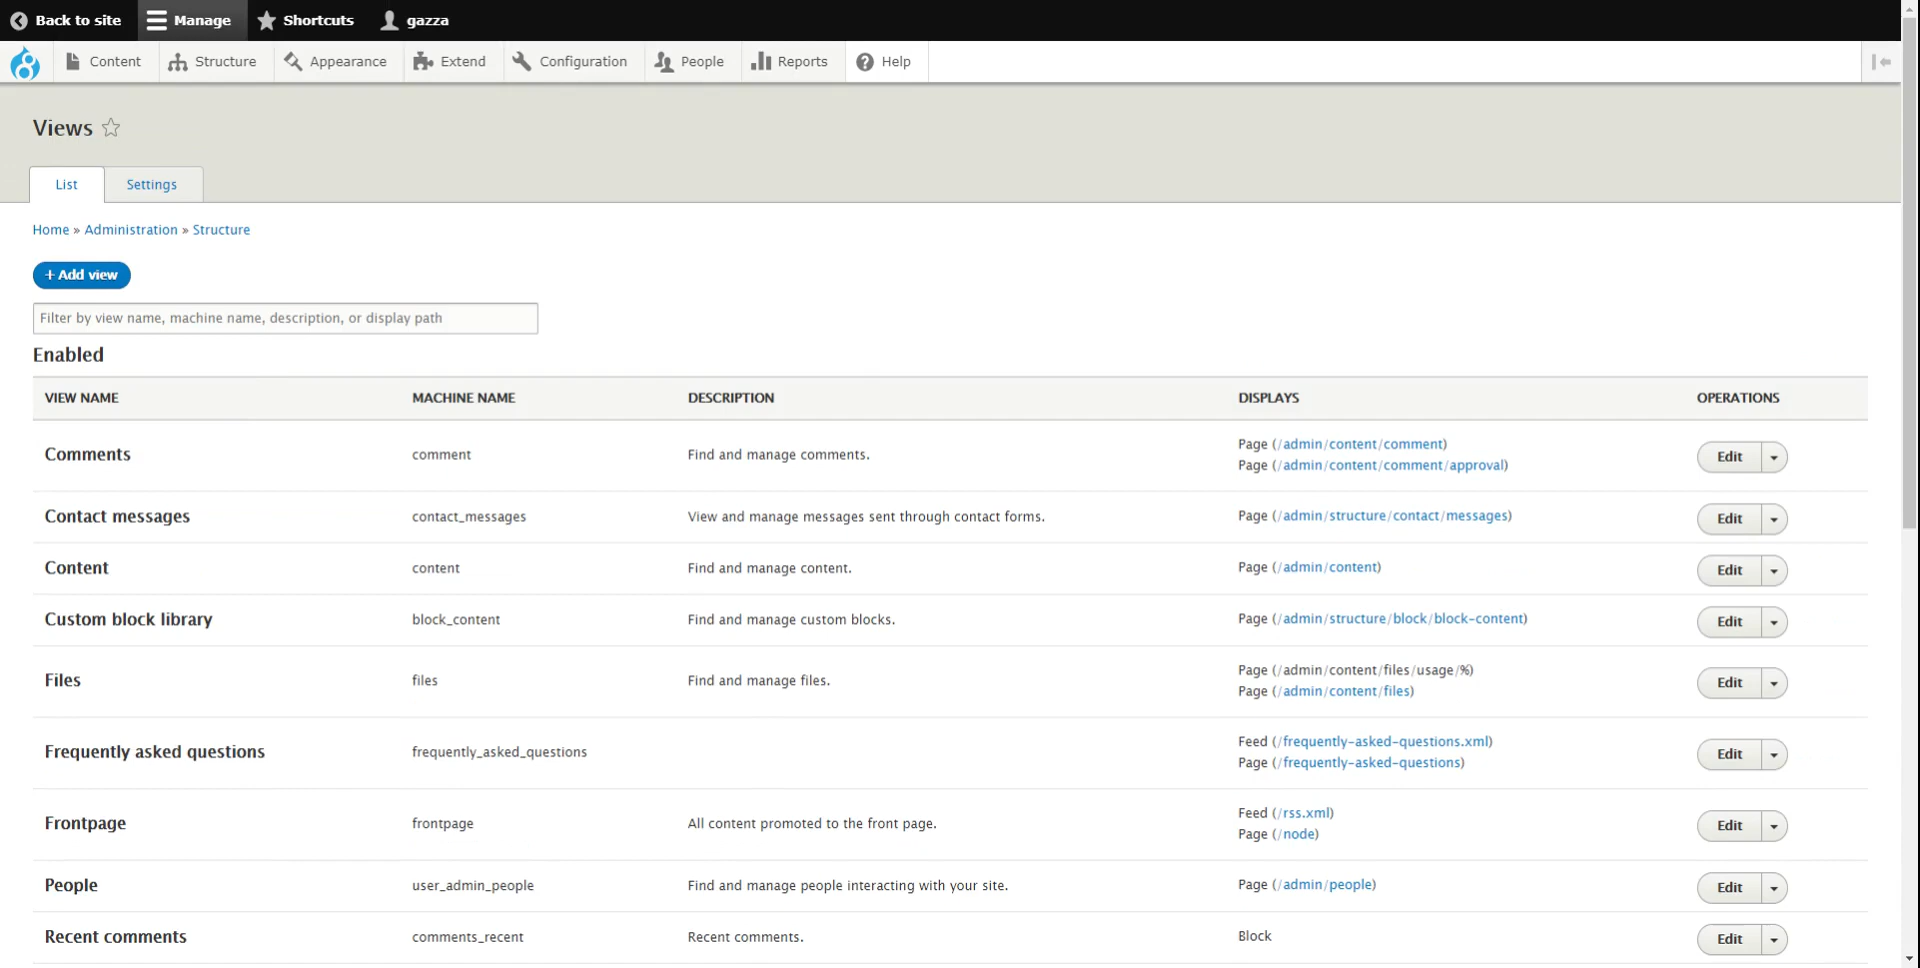 Back to site Manage Shortcuts gazza
Content Structure Appearance Extend Configuration People Reports Help
Views
List Settings
Home » Administration » Structure
+ Add view
Filter by view name, machine name, description, or display path
Enabled
VIEW NAME MACHINE NAME DESCRIPTION DISPLAYS OPERATIONS
Comments comment Find and manage comments. Page (/admin/content/comment) Edit
Page (/admin/content/comment/approval)
Contact messages contact_messages View and manage messages sent through contact forms. Page (/admin/structure/contact/messages) Edit
Content content Find and manage content. Page (/admin/content) Edit
Custom block library block_content Find and manage custom blocks. Page (/admin/structure/block/block-content) Edit
Files files Find and manage files. Page (/admin/content/files/usage/%) Edit
Page (/admin/content/files)
Frequently asked questions frequently_asked_questions Feed (/frequently-asked-questions.xml) Edit
Page (/frequently-asked-questions)
Frontpage frontpage All content promoted to the front page. Feed (/rss.xml) Edit
Page (/node)
People user_admin_people Find and manage people interacting with your site. Page (/admin/people) Edit
Recent comments comments_recent Recent comments. Block Edit